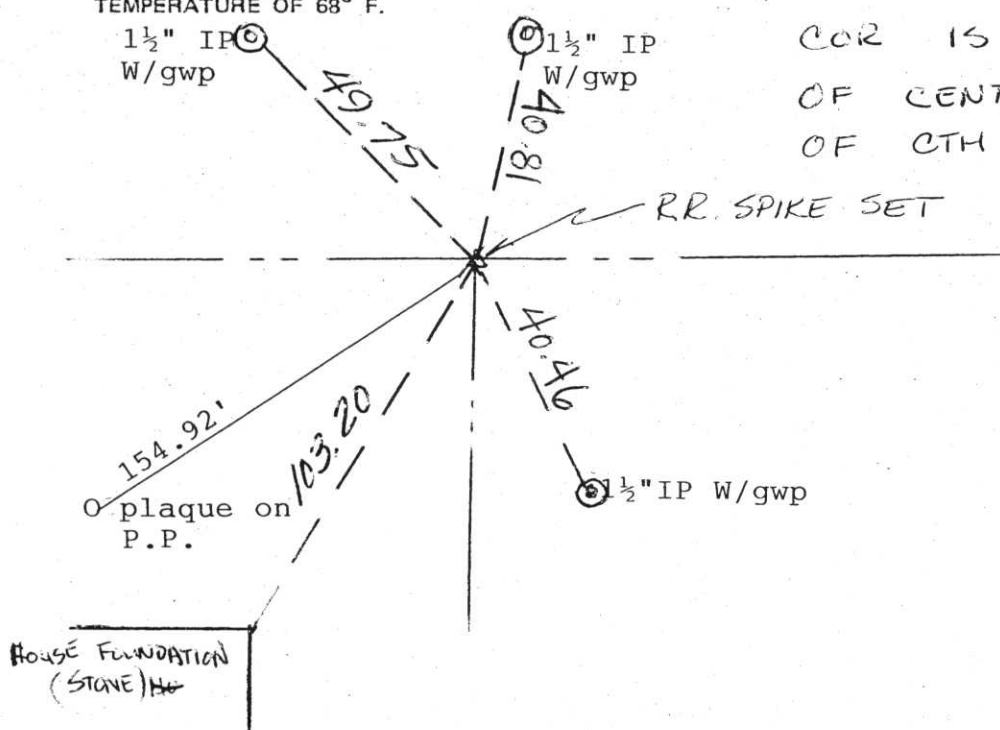 TEMPERATURE OF 68° F.
1½" IP
W/gwp
1½" IP
W/gwp
COR IS
OF CENT
OF CTH
49.75
40.81
R.R. SPIKE SET
40.46
154.92'
103.20
plaque on
P.P.
1½"IP W/gwp
HOUSE FOUNDATION
(STONE)